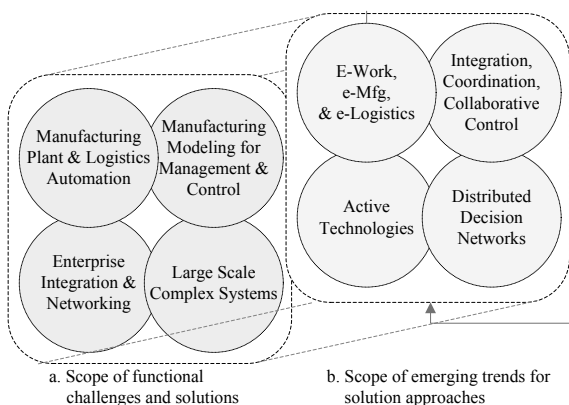 E-Work,
e-Mfg,
& e-Logistics
Integration,
Coordination,
Collaborative
Control
Manufacturing
Plant & Logistics
Automation
Manufacturing
Modeling for
Management &
Control
Active
Technologies
Distributed
Decision
Networks
Enterprise
Integration &
Networking
Large Scale
Complex Systems
a. Scope of functional
challenges and solutions
b. Scope of emerging trends for
solution approaches